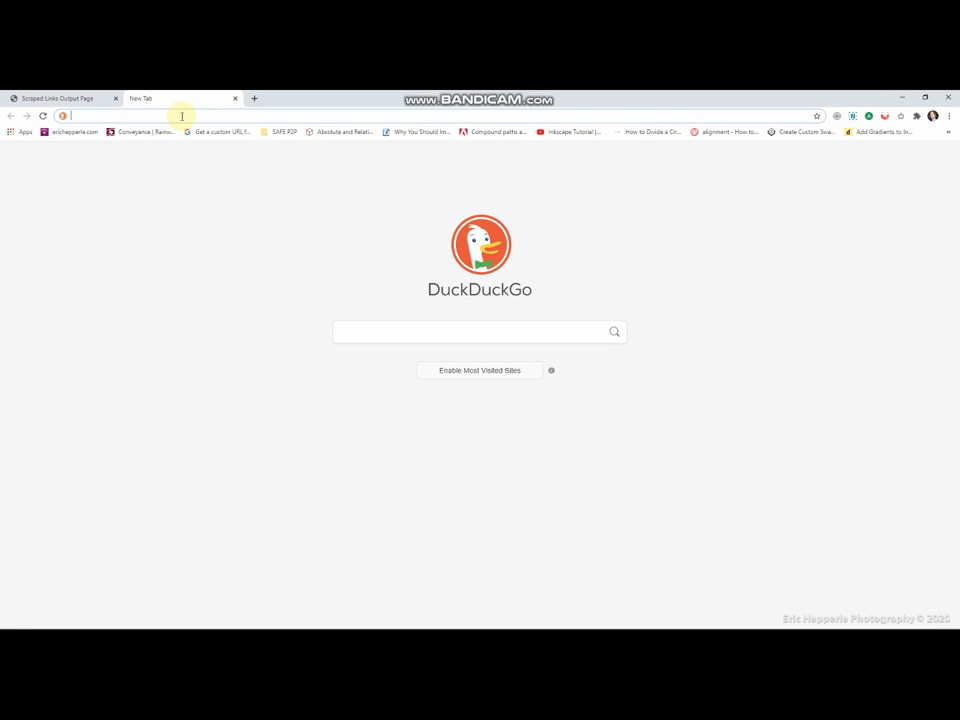 www.BANDICAM.com
Scraped Links Output Page
New Tab
Apps
erichepperle.com
Conveyance | Rainw...
Get a custom URL f...
SAFE P2P
Absolute and Relati...
Why You Should Im...
Compound paths a...
Inkscape Tutorial |...
How to Divide a Cir...
alignment - How to...
Create Custom Swa...
Add Gradients to In...
DuckDuckGo
Enable Most Visited Sites
Eric Hepperle Photography © 2020